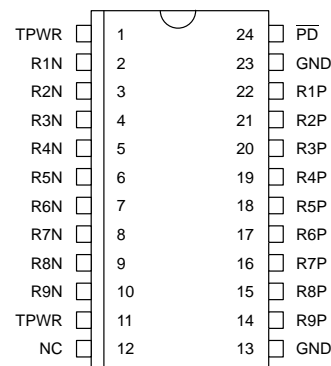 TPWR 1 24 P̅D̅
R1N 2 23 GND
R2N 3 22 R1P
R3N 4 21 R2P
R4N 5 20 R3P
R5N 6 19 R4P
R6N 7 18 R5P
R7N 8 17 R6P
R8N 9 16 R7P
R9N 10 15 R8P
TPWR 11 14 R9P
NC 12 13 GND